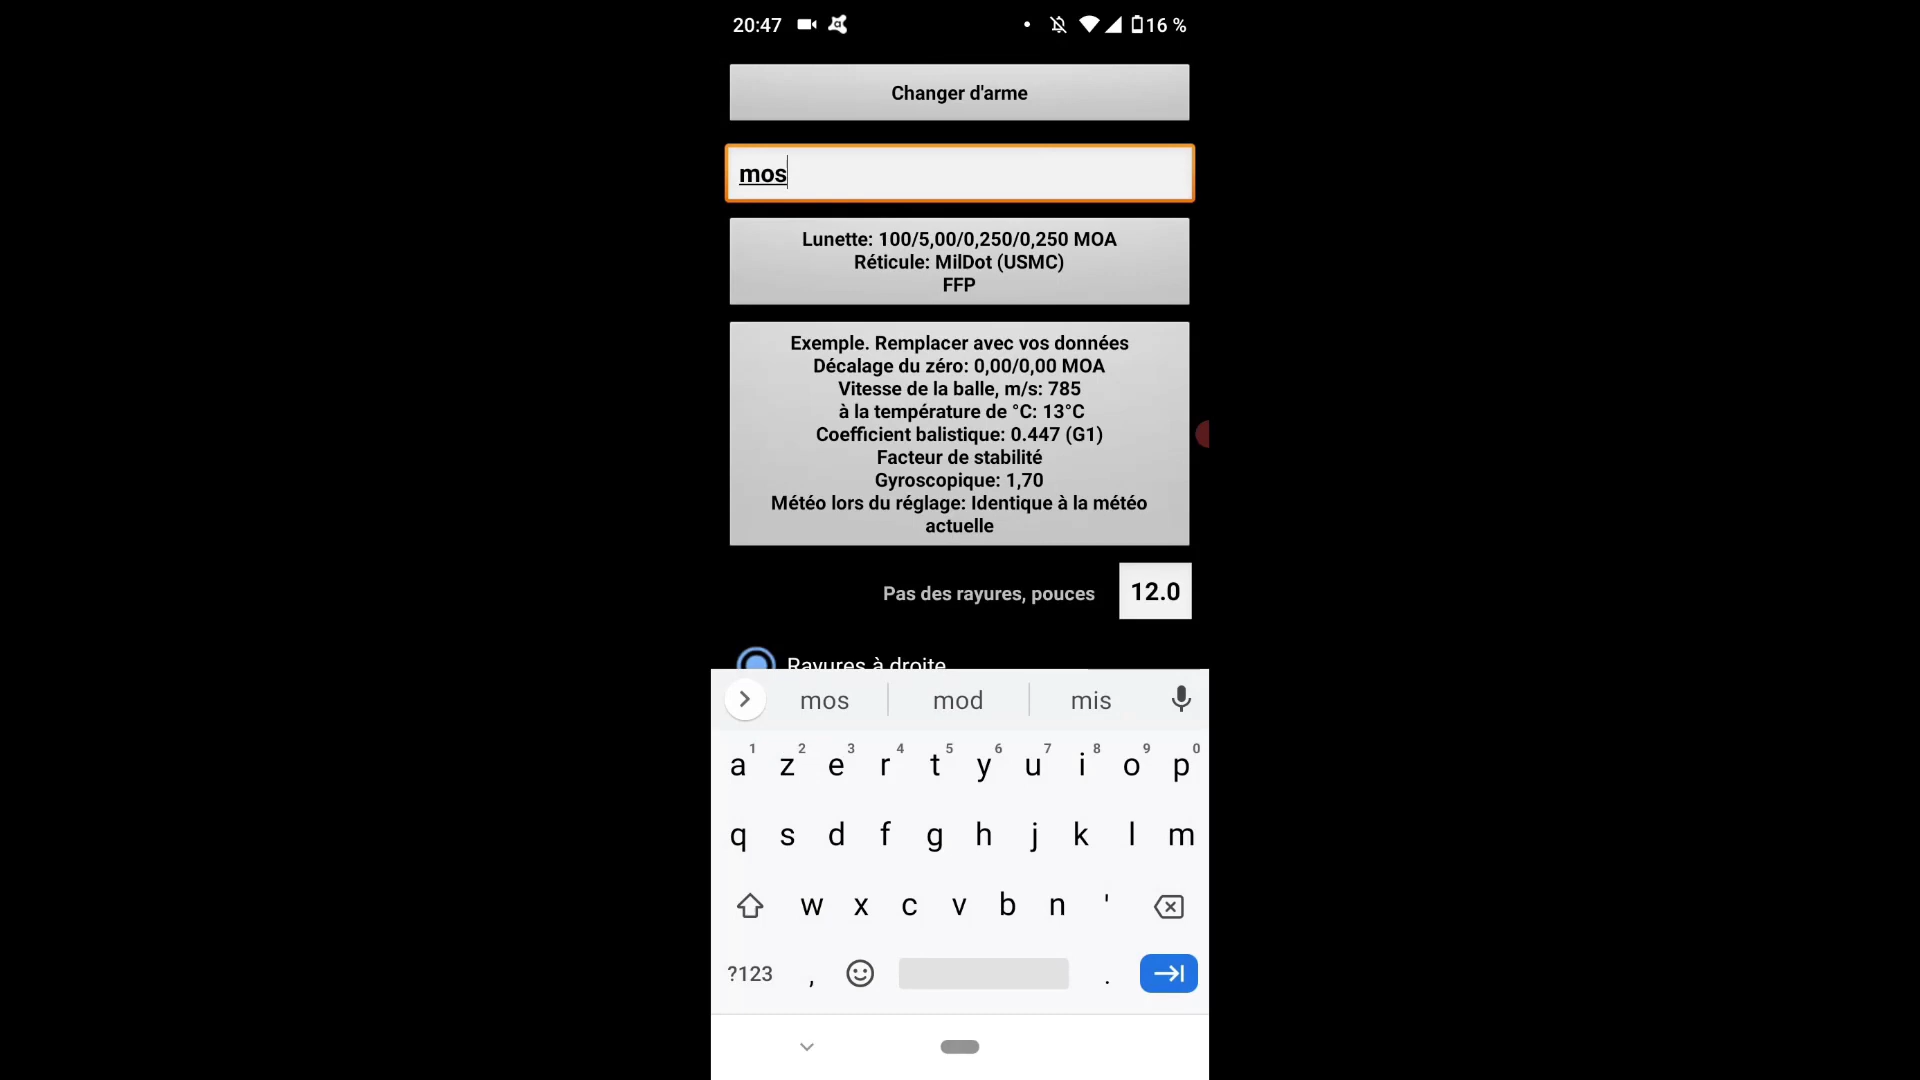 20:47 16 %
Changer d'arme
mos
Lunette: 100/5,00/0,250/0,250 MOA
Réticule: MilDot (USMC)
FFP
Exemple. Remplacer avec vos données
Décalage du zéro: 0,00/0,00 MOA
Vitesse de la balle, m/s: 785
à la température de °C: 13°C
Coefficient balistique: 0.447 (G1)
Facteur de stabilité
Gyroscopique: 1,70
Météo lors du réglage: Identique à la météo
actuelle
Pas des rayures, pouces 12.0
Rayures à droite
mos mod mis
1 2 3 4 5 6 7 8 9 0
a z e r t y u i o p
q s d f g h j k l m
w x c v b n '
?123 , .